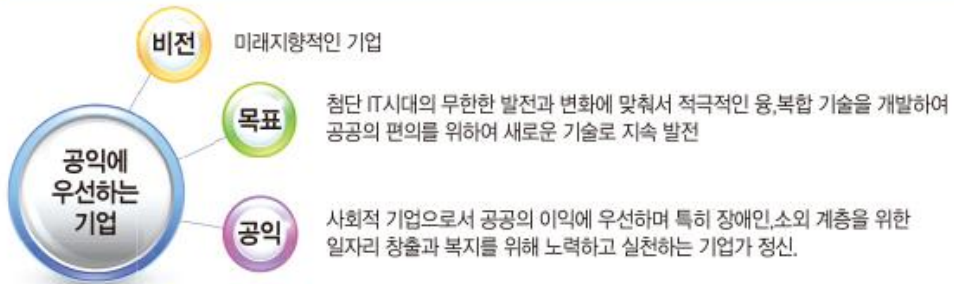 비전
미래지향적인 기업
목표
첨단 IT시대의 무한한 발전과 변화에 맞춰서 적극적인 융,복합 기술을 개발하여
공공의 편의를 위하여 새로운 기술로 지속 발전
공익에
우선하는
기업
공익
사회적 기업으로서 공공의 이익에 우선하며 특히 장애인,소외 계층을 위한
일자리 창출과 복지를 위해 노력하고 실천하는 기업가 정신.